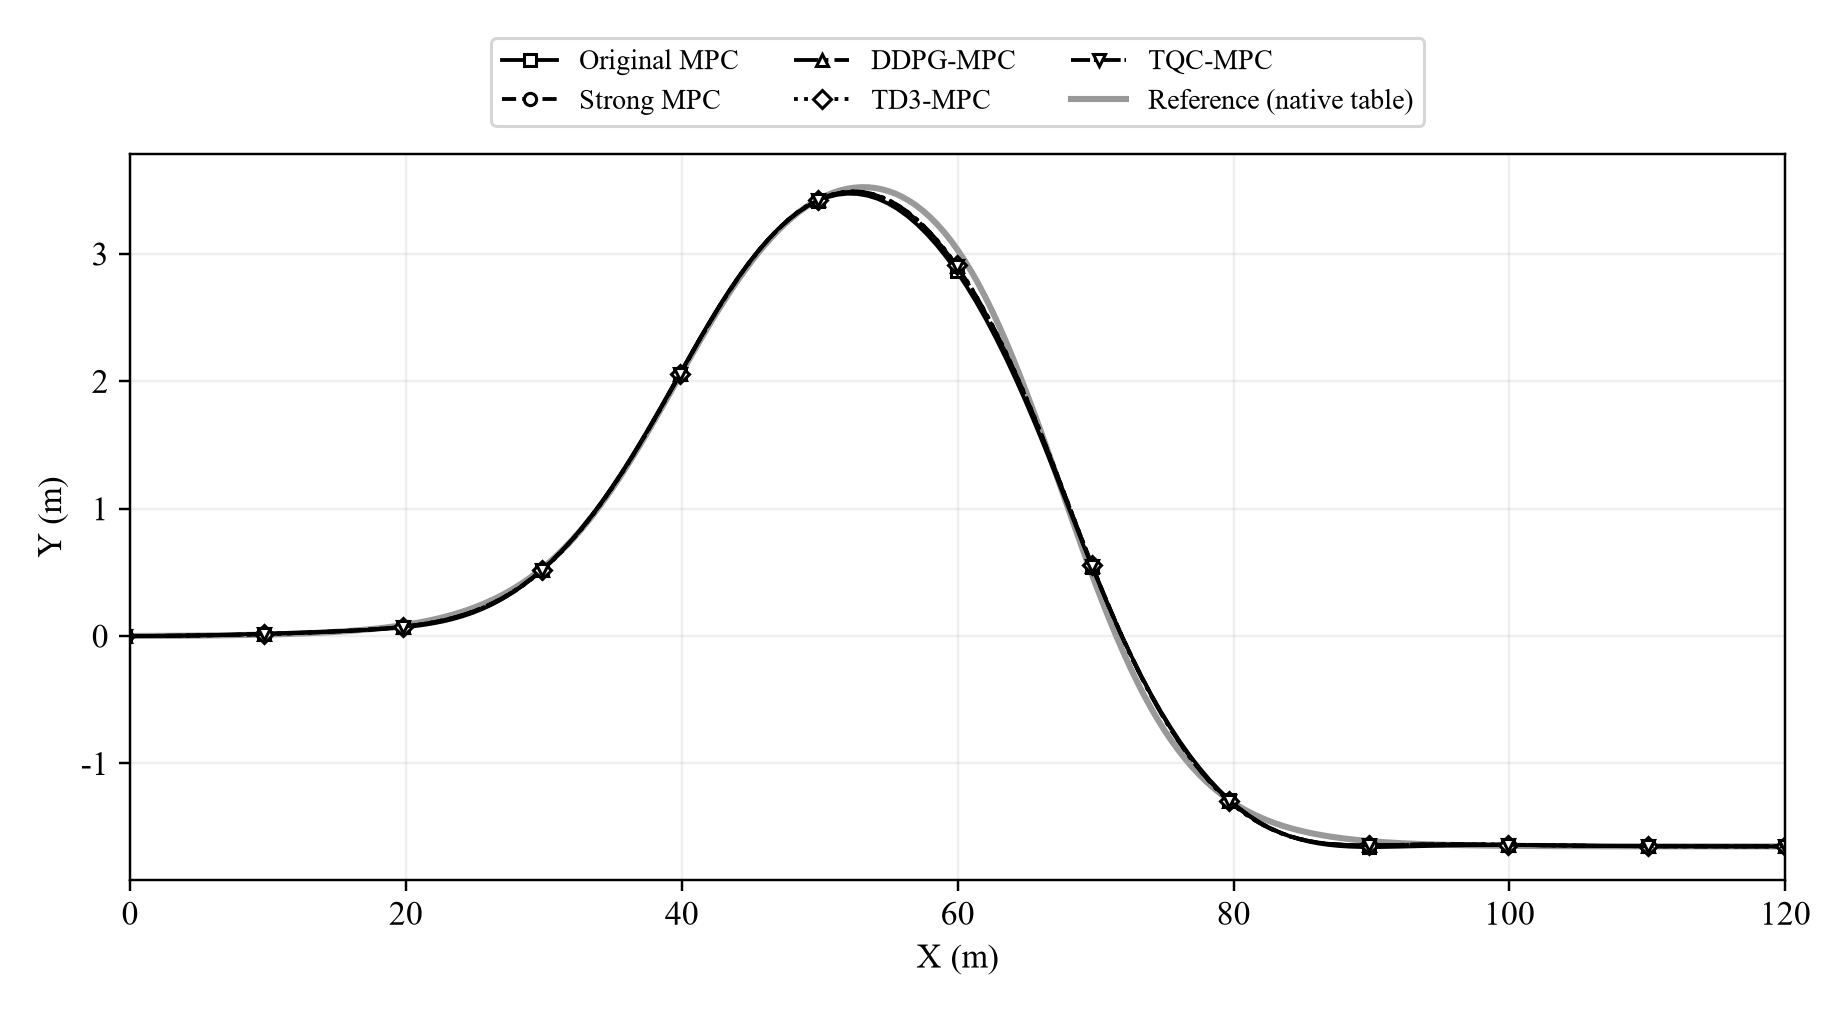 Original MPC DDPG-MPC TQC-MPC
Strong MPC TD3-MPC Reference (native table)
3
2
1
0
-1
Y (m)
0 20 40 60 80 100 120
X (m)